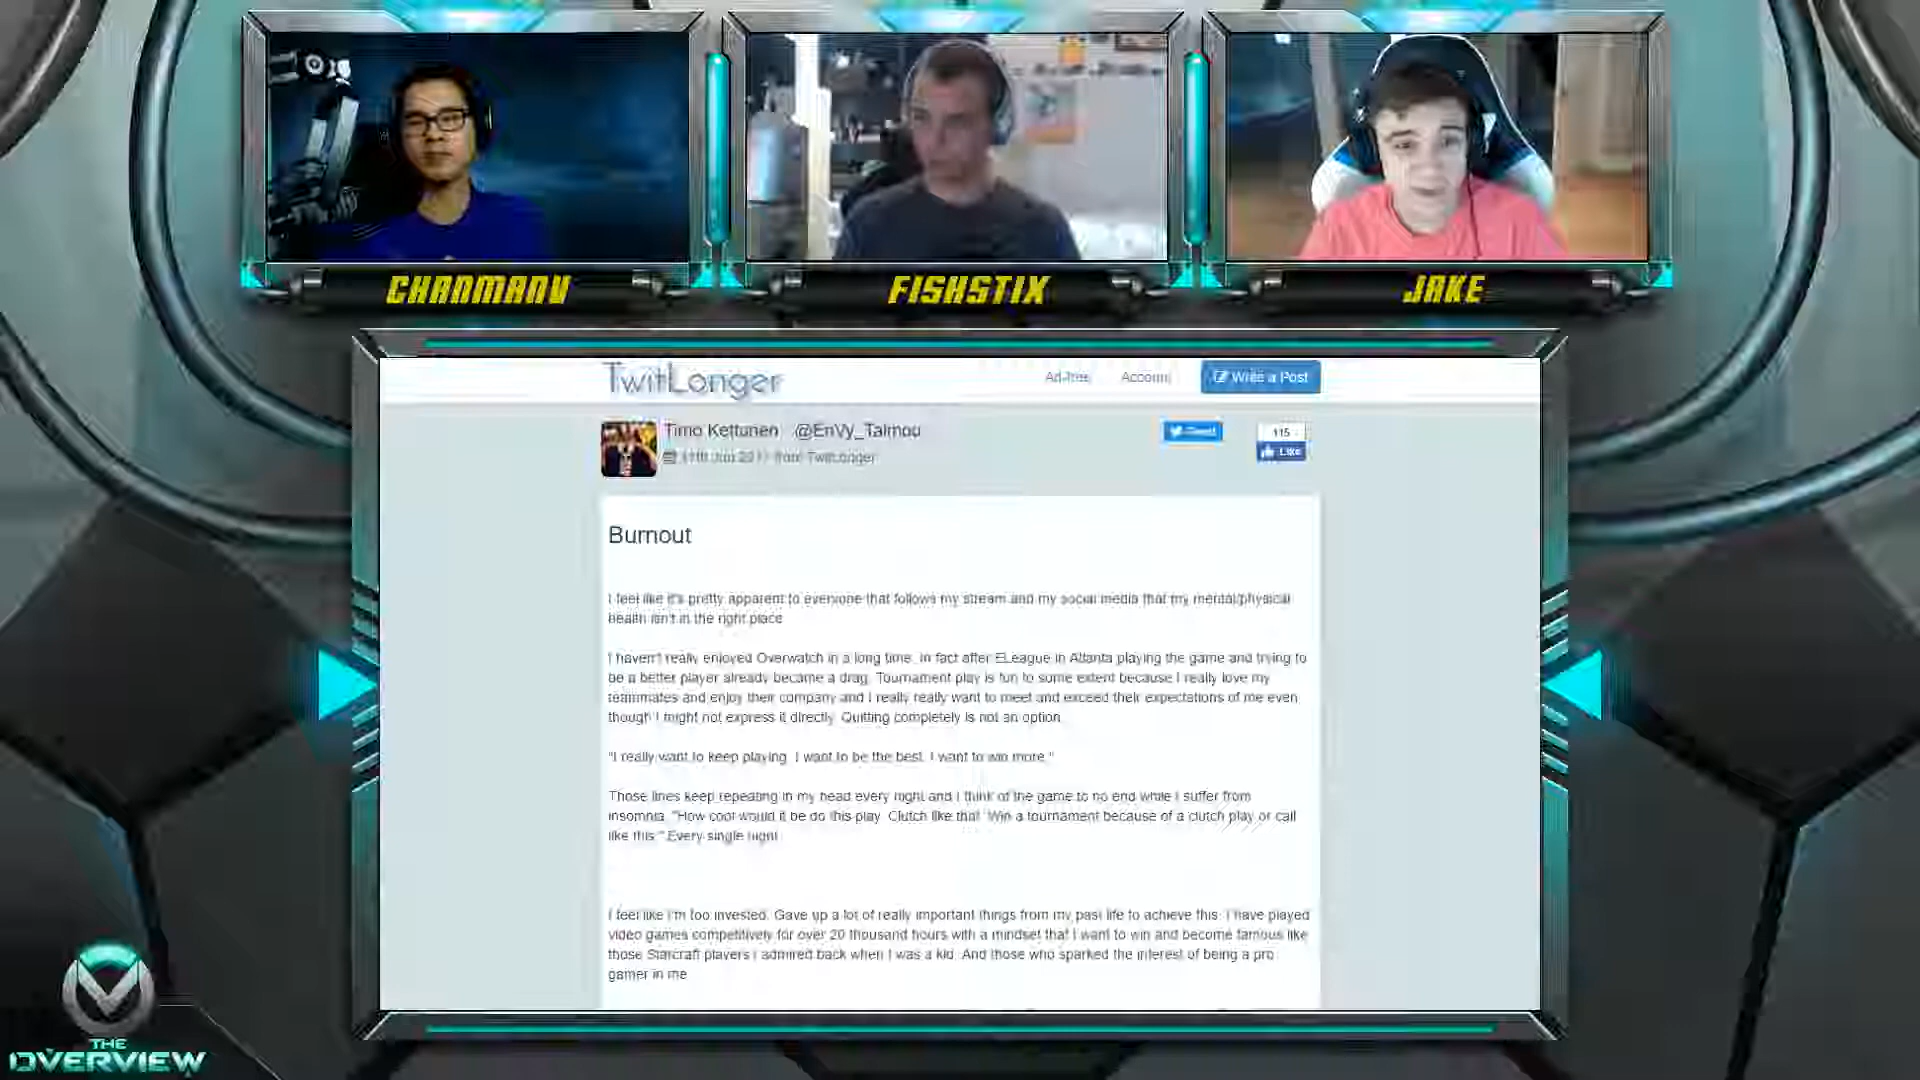 CHANMANV
FISHSTIX
JAKE
TwitLonger
Ad-free
Account
Write a Post
Timo Kettunen @EnVy_Taimou
Tweet
115
11th Jun 2017 from TwitLonger
Like
Burnout
I feel like it's pretty apparent to everyone that follows my stream and my social media that my mental/physical
health isn't in the right place.
I haven't really enjoyed Overwatch in a long time. In fact after ELeague in Atlanta playing the game and trying to
be a better player already became a drag. Tournament play is fun to some extent because I really love my
teammates and enjoy their company and I really really want to meet and exceed their expectations of me even
though I might not express it directly. Quitting completely is not an option.
"I really want to keep playing. I want to be the best. I want to win more."
Those lines keep repeating in my head every night and I think of the game to no end while I suffer from
insomnia. "How cool would it be do this play. Clutch like that. Win a tournament because of a clutch play or call
like this." Every single night.
I feel like I'm too invested. Gave up a lot of really important things from my past life to achieve this. I have played
video games competitively for over 20 thousand hours with a mindset that I want to win and become famous like
those Starcraft players I admired back when I was a kid. And those who sparked the interest of being a pro
gamer in me.
THE
OVERVIEW